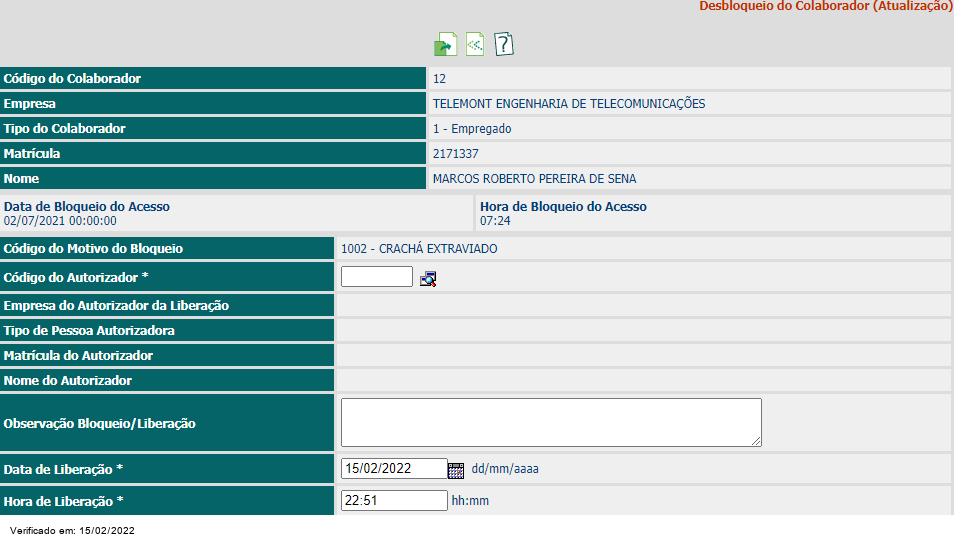 Desbloqueio do Colaborador (Atualização)
Código do Colaborador 12
Empresa TELEMONT ENGENHARIA DE TELECOMUNICAÇÕES
Tipo do Colaborador 1 - Empregado
Matrícula 2171337
Nome MARCOS ROBERTO PEREIRA DE SENA
Data de Bloqueio do Acesso Hora de Bloqueio do Acesso
02/07/2021 00:00:00 07:24
Código do Motivo do Bloqueio 1002 - CRACHÁ EXTRAVIADO
Código do Autorizador *
Empresa do Autorizador da Liberação
Tipo de Pessoa Autorizadora
Matrícula do Autorizador
Nome do Autorizador
Observação Bloqueio/Liberação
Data de Liberação * 15/02/2022 dd/mm/aaaa
Hora de Liberação * 22:51 hh:mm
Verificado em: 15/02/2022